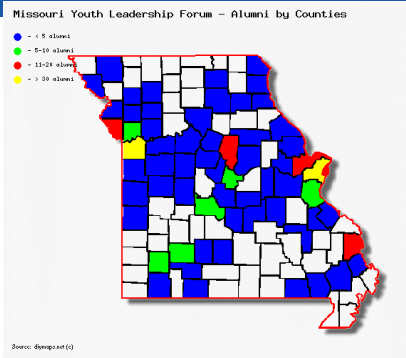 Missouri Youth Leadership Forum - Alumni by Counties
- < 5 alumni
- 5-10 alumni
- 11-20 alumni
- > 30 alumni
Source: diymaps.net (c)